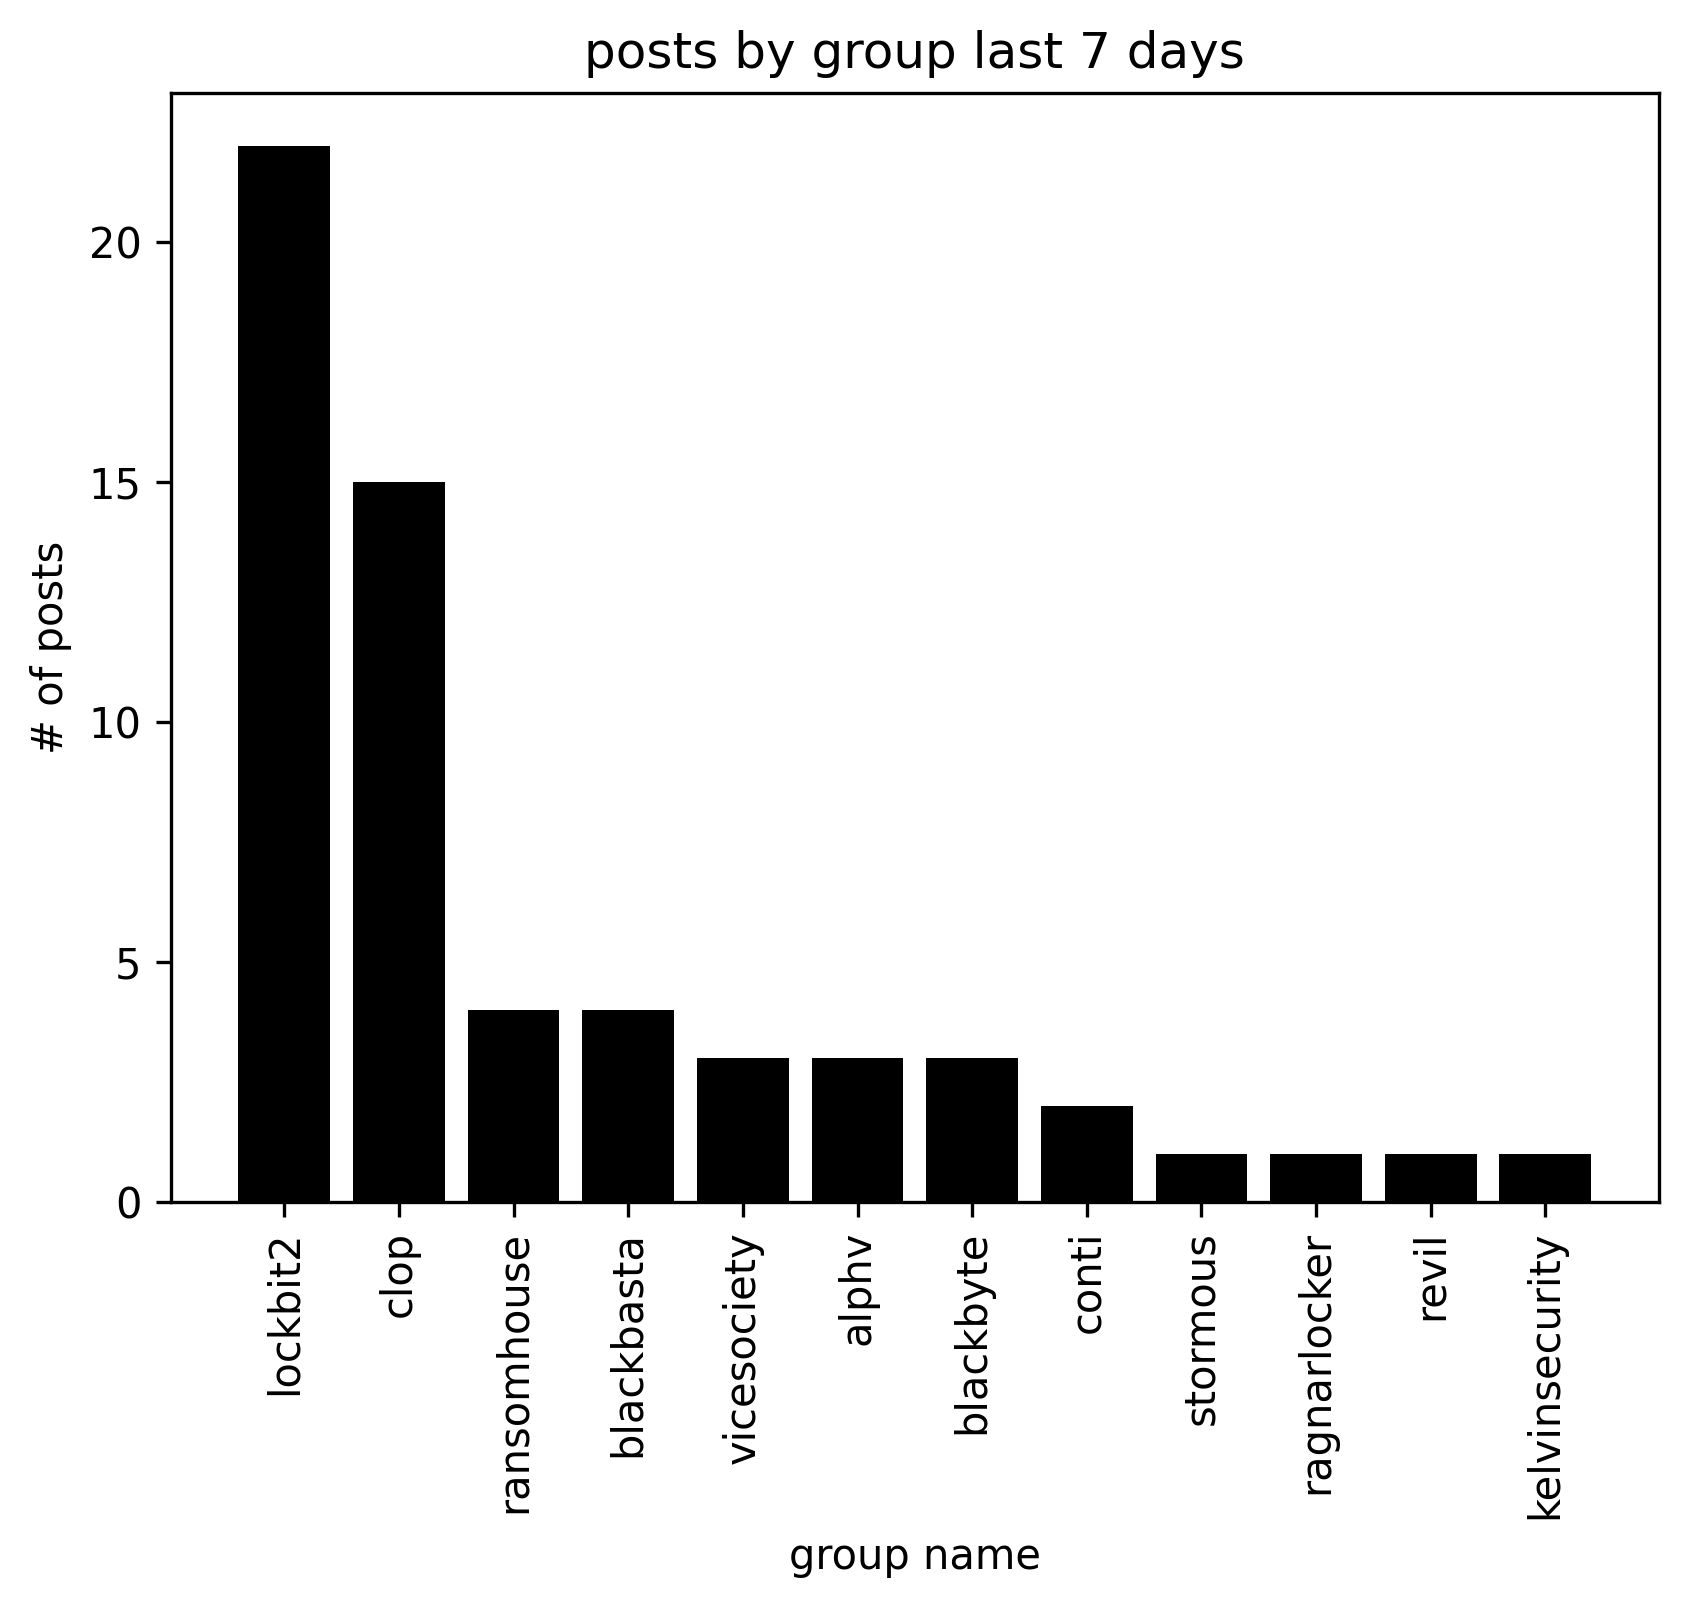 posts by group last 7 days
# of posts
20
15
10
5
0
lockbit2
clop
ransomhouse
blackbasta
vicesociety
alphv
blackbyte
conti
stormous
ragnarlocker
revil
kelvinsecurity
group name